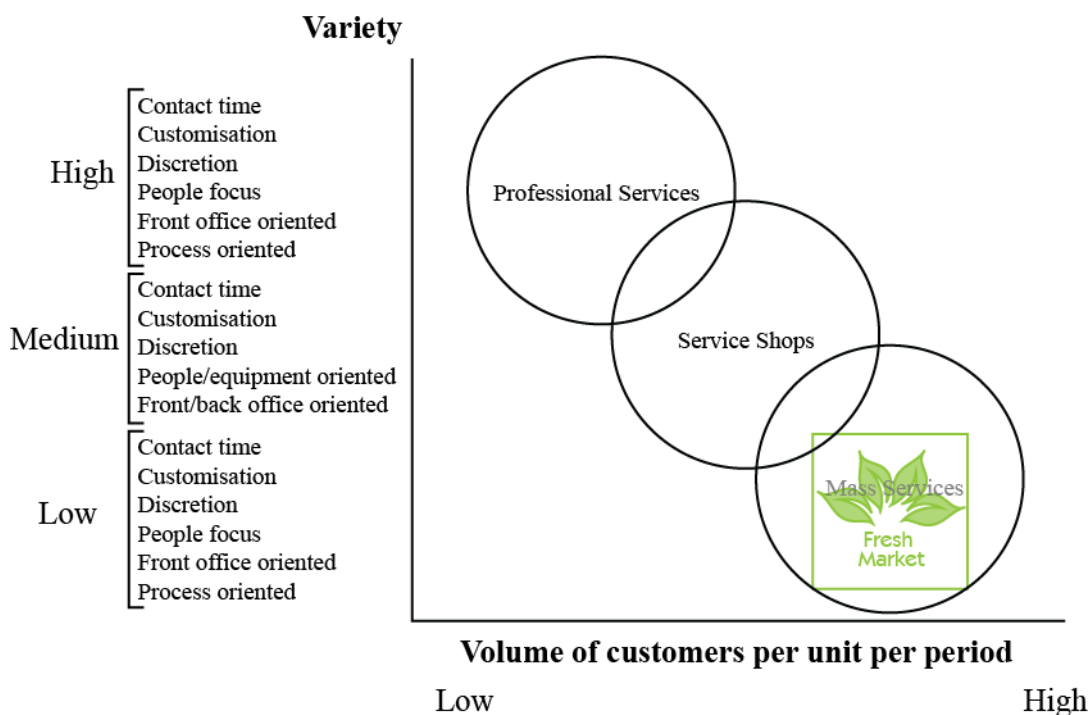 Variety
High
Contact time
Customisation
Discretion
People focus
Front office oriented
Process oriented
Medium
Contact time
Customisation
Discretion
People/equipment oriented
Front/back office oriented
Low
Contact time
Customisation
Discretion
People focus
Front office oriented
Process oriented
Professional Services
Service Shops
Mass Services
Fresh
Market
Volume of customers per unit per period
Low
High